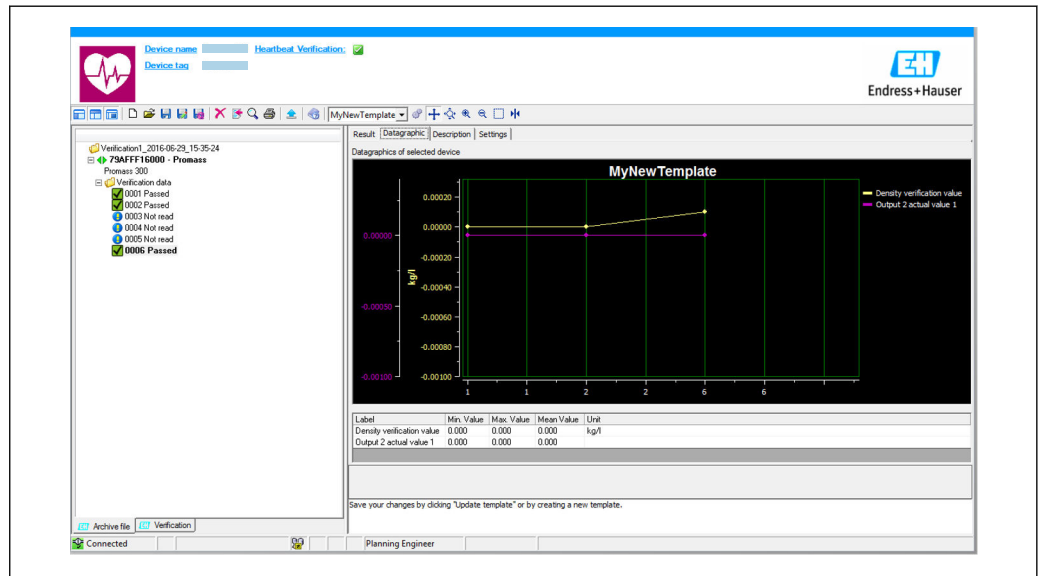 Device name Heartbeat Verification:
Device tag
Endress+Hauser
MyNewTemplate
Result Datagraphic Description Settings
Verification1_2016-06-29_15-35-24
79AFFF16000 - Promass
Promass 300
Verification data
0001 Passed
0002 Passed
0003 Not read
0004 Not read
0005 Not read
0006 Passed
Datagraphics of selected device
MyNewTemplate
Density verification value
Output 2 actual value 1
0.00020
0.00000
0.00000
-0.00020
kg/l
-0.00040
-0.00050
-0.00060
-0.00080
-0.00100
-0.00100
1 1 2 2 6 6
Label Min. Value Max. Value Mean Value Unit
Density verification value 0.000 0.000 0.000 kg/l
Output 2 actual value 1 0.000 0.000 0.000
Save your changes by clicking "Update template" or by creating a new template.
Archive file Verification
Connected Planning Engineer